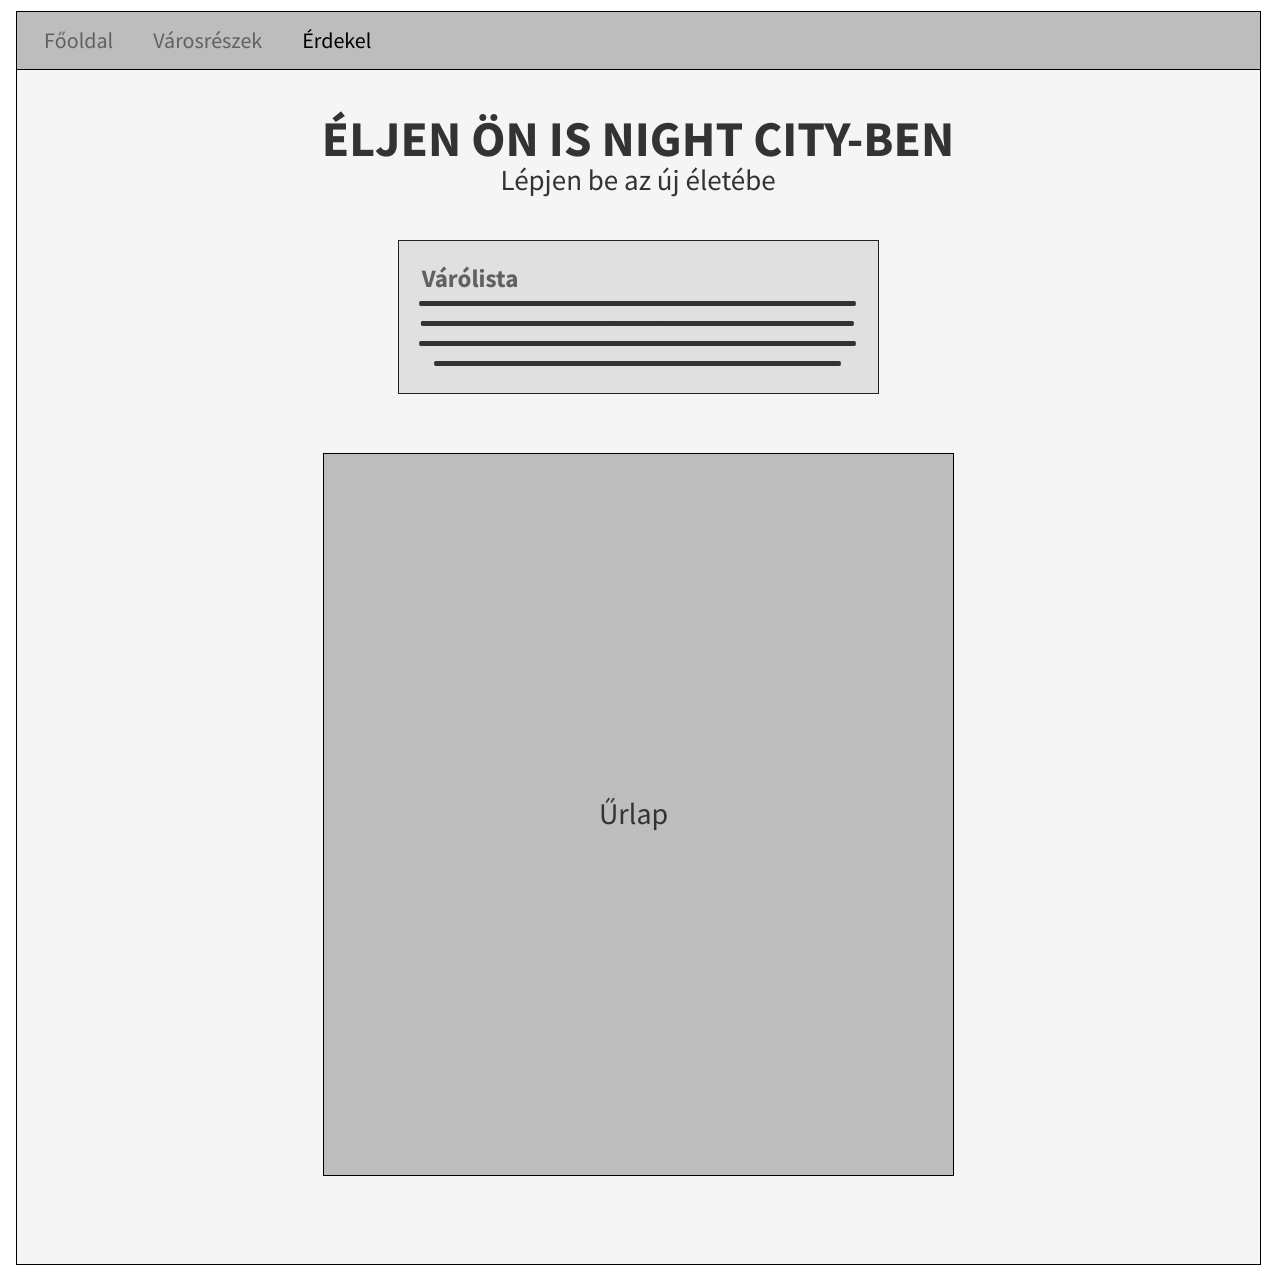 Főoldal Városrészek Érdekel
ÉLJEN ÖN IS NIGHT CITY-BEN
Lépjen be az új életébe
Várólista
Űrlap